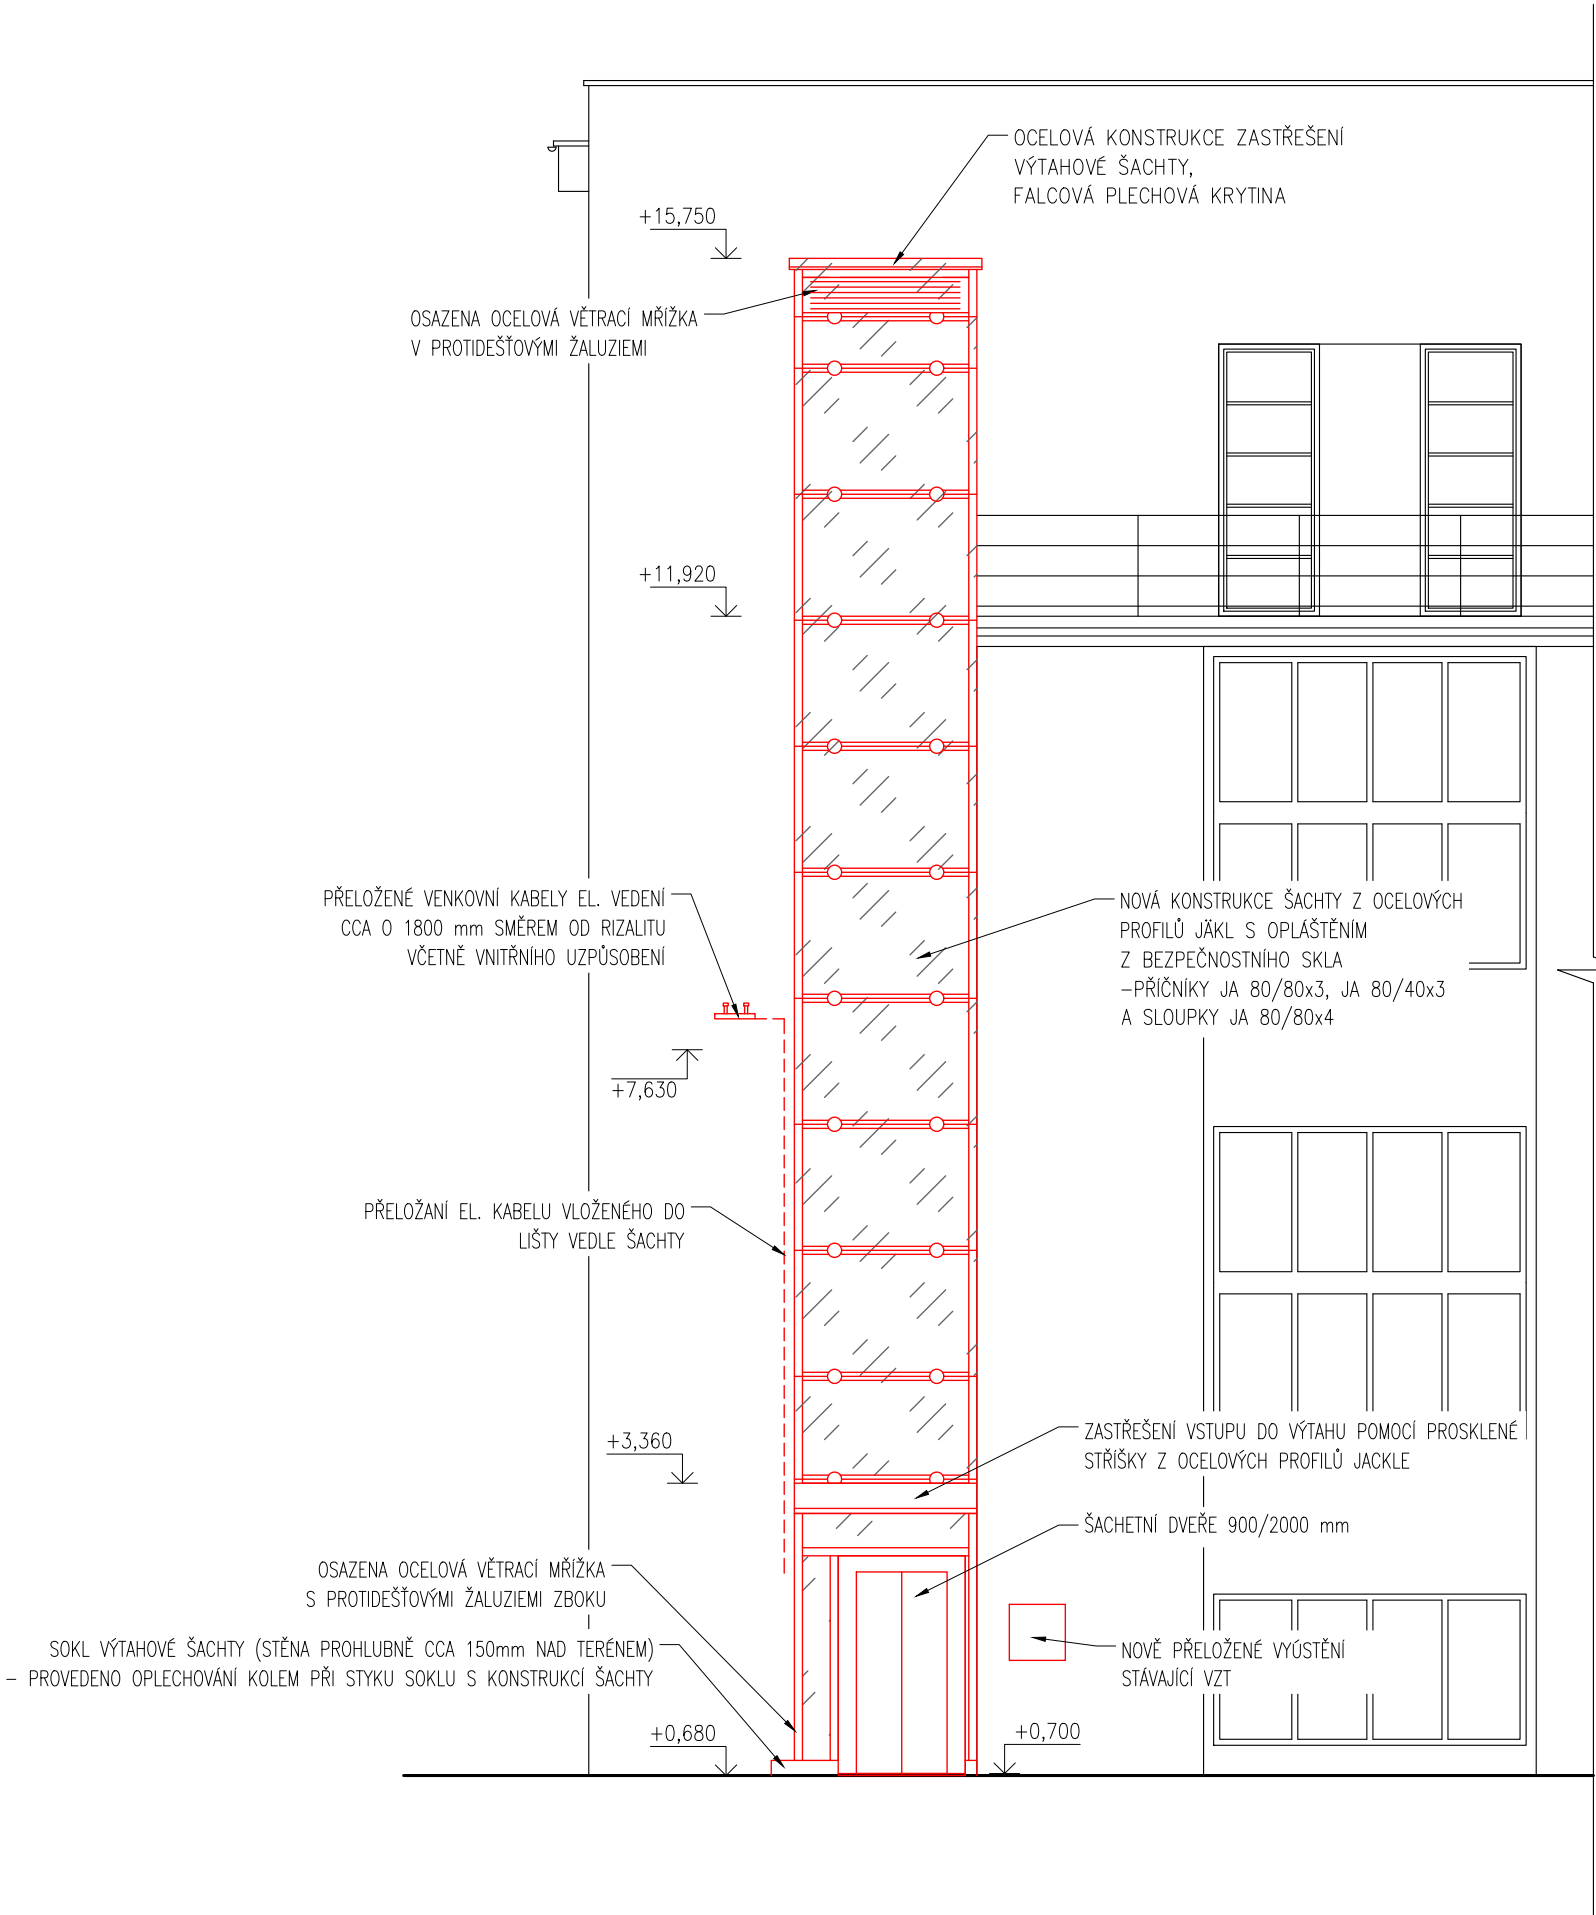 OCELOVÁ KONSTRUKCE ZASTŘEŠENÍ
VÝTAHOVÉ ŠACHTY,
FALCOVÁ PLECHOVÁ KRYTINA
+15,750
OSAZENA OCELOVÁ VĚTRACÍ MŘÍŽKA
V PROTIDEŠŤOVÝMI ŽALUZIEMI
+11,920
PŘELOŽENÉ VENKOVNÍ KABELY EL. VEDENÍ
CCA O 1800 mm SMĚREM OD RIZALITU
VČETNĚ VNITŘNÍHO UZPŮSOBENÍ
NOVÁ KONSTRUKCE ŠACHTY Z OCELOVÝCH
PROFILŮ JÄKL S OPLÁŠTĚNÍM
Z BEZPEČNOSTNÍHO SKLA
-PŘÍČNÍKY JA 80/80x3, JA 80/40x3
A SLOUPKY JA 80/80x4
+7,630
PŘELOŽANÍ EL. KABELU VLOŽENÉHO DO
LIŠTY VEDLE ŠACHTY
+3,360
ZASTŘEŠENÍ VSTUPU DO VÝTAHU POMOCÍ PROSKLENÉ
STŘÍŠKY Z OCELOVÝCH PROFILŮ JACKLE
ŠACHETNÍ DVEŘE 900/2000 mm
OSAZENA OCELOVÁ VĚTRACÍ MŘÍŽKA
S PROTIDEŠŤOVÝMI ŽALUZIEMI ZBOKU
SOKL VÝTAHOVÉ ŠACHTY (STĚNA PROHLUBNĚ CCA 150mm NAD TERÉNEM)
- PROVEDENO OPLECHOVÁNÍ KOLEM PŘI STYKU SOKLU S KONSTRUKCÍ ŠACHTY
NOVĚ PŘELOŽENÉ VYÚSTĚNÍ
STÁVAJÍCÍ VZT
+0,680
+0,700